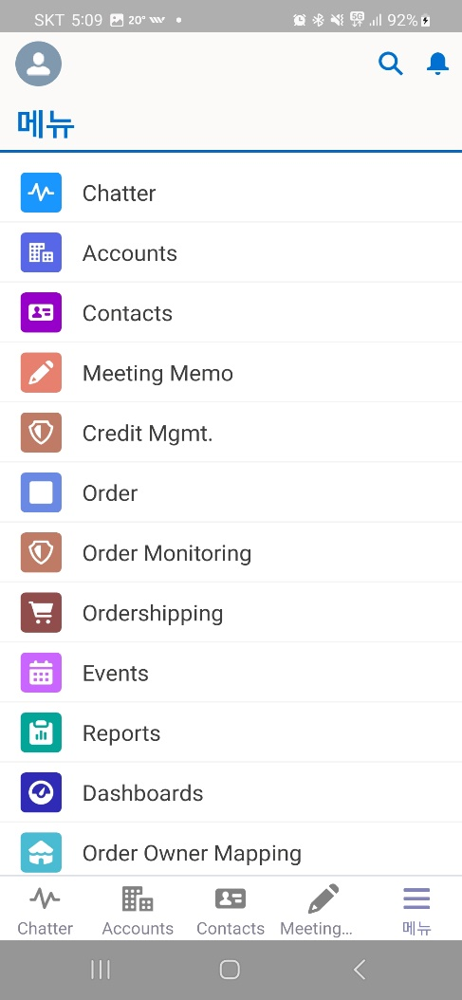 SKT 5:09 20° 92%
메뉴
Chatter
Accounts
Contacts
Meeting Memo
Credit Mgmt.
Order
Order Monitoring
Ordershipping
Events
Reports
Dashboards
Order Owner Mapping
Chatter Accounts Contacts Meeting... 메뉴